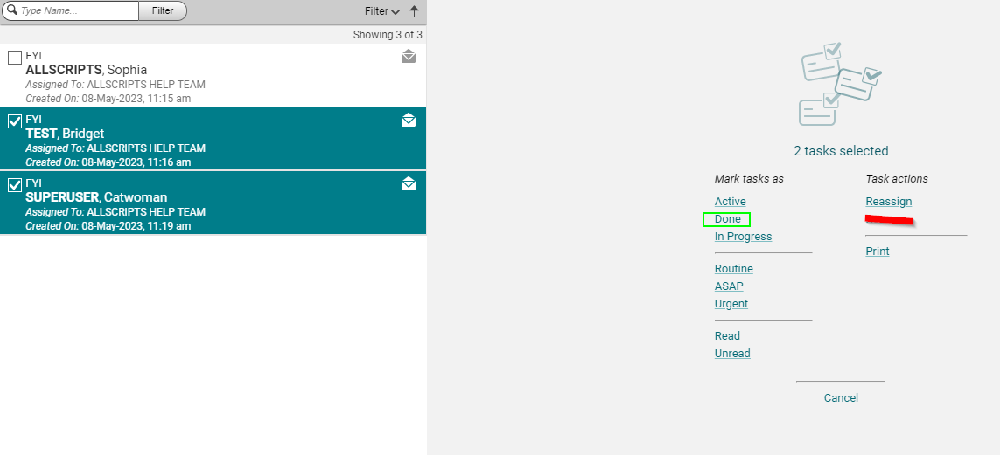 Type Name...
Filter
Filter
Showing 3 of 3
FYI
ALLSCRIPTS, Sophia
Assigned To: ALLSCRIPTS HELP TEAM
Created On: 08-May-2023, 11:15 am
FYI
TEST, Bridget
Assigned To: ALLSCRIPTS HELP TEAM
Created On: 08-May-2023, 11:16 am
FYI
SUPERUSER, Catwoman
Assigned To: ALLSCRIPTS HELP TEAM
Created On: 08-May-2023, 11:19 am
2 tasks selected
Mark tasks as
Active
Done
In Progress
Routine
ASAP
Urgent
Read
Unread
Task actions
Reassign
Print
Cancel